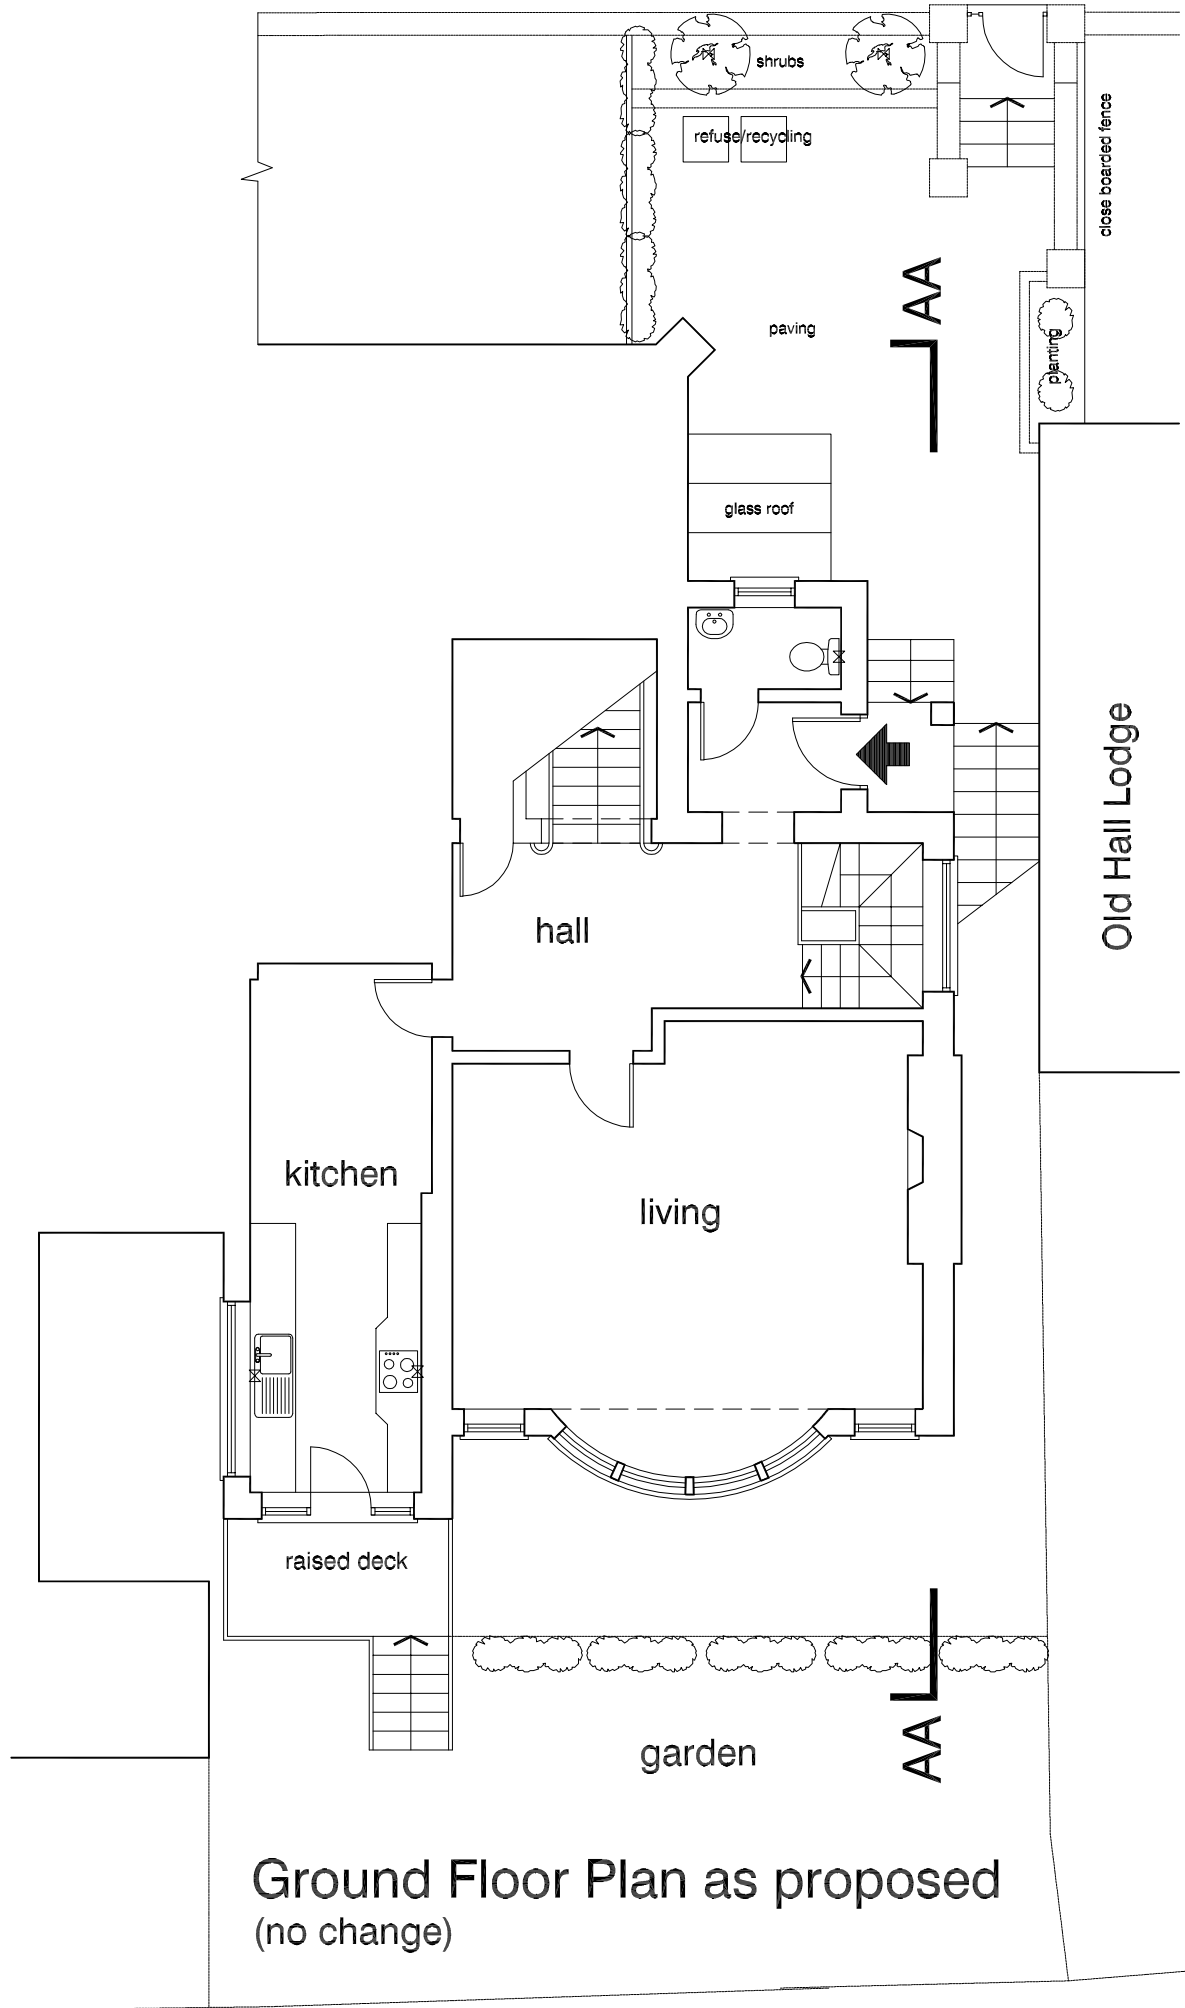 shrubs
refuse/recycling
close boarded fence
AA
paving
planting
glass roof
Old Hall Lodge
hall
kitchen
living
raised deck
garden
AA
Ground Floor Plan as proposed
(no change)